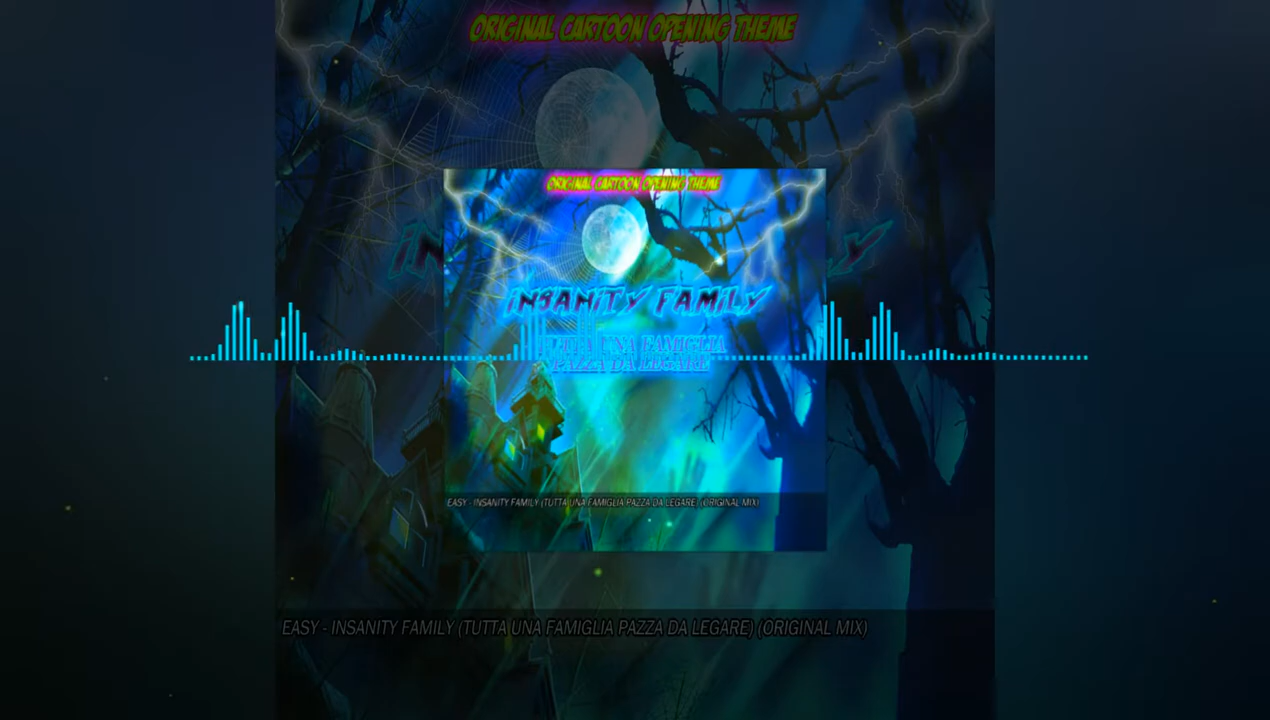 ORIGINAL CARTOON OPENING THEME
ORIGINAL CARTOON OPENING THEME
INSANITY FAMILY
TUTTA UNA FAMIGLIA
PAZZA DA LEGARE
EASY - INSANITY FAMILY (TUTTA UNA FAMIGLIA PAZZA DA LEGARE) (ORIGINAL MIX)
EASY - INSANITY FAMILY (TUTTA UNA FAMIGLIA PAZZA DA LEGARE) (ORIGINAL MIX)